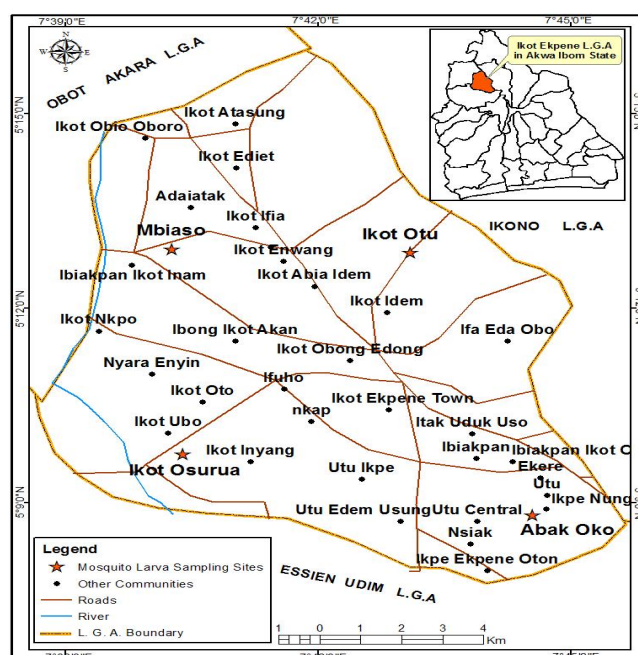 7°39'0"E
7°42'0"E
7°45'0"E
Ikot Ekpene L.G.A
in Akwa Ibom State
N
OBOT AKARA L.G.A
5°15'0"N
Ikot Atasung
Ikot Obio Oboro
Ikot Ediet
Adaiatak
Ikot Ifia
Mbiaso
Ikot Otu
IKONO L.G.A
Ikot Enwang
Ibiakpan Ikot Inam
Ikot Abia Idem
5°12'0"N
Ikot Nkpo
Ikot Idem
Ibong Ikot Akan
Ifa Eda Obo
Ikot Obong Edong
Nyara Enyin
Ifuho
Ikot Oto
Ikot Ekpene Town
nkap
Ikot Ubo
Itak Uduk Uso
Ikot Inyang
Ibiakpan
Ibiakpan Ikot O
Ikot Osurua
Ekere
Utu Ikpe
Utu
5°9'0"N
Ikpe Nung
Utu Edem Usung
Utu Central
Abak Oko
Nsiak
Ikpe Ekpene Oton
ESSIEN UDIM L.G.A
Legend
Mosquito Larva Sampling Sites
Other Communities
Roads
River
L. G. A. Boundary
1 0 1 2 3 4
Km